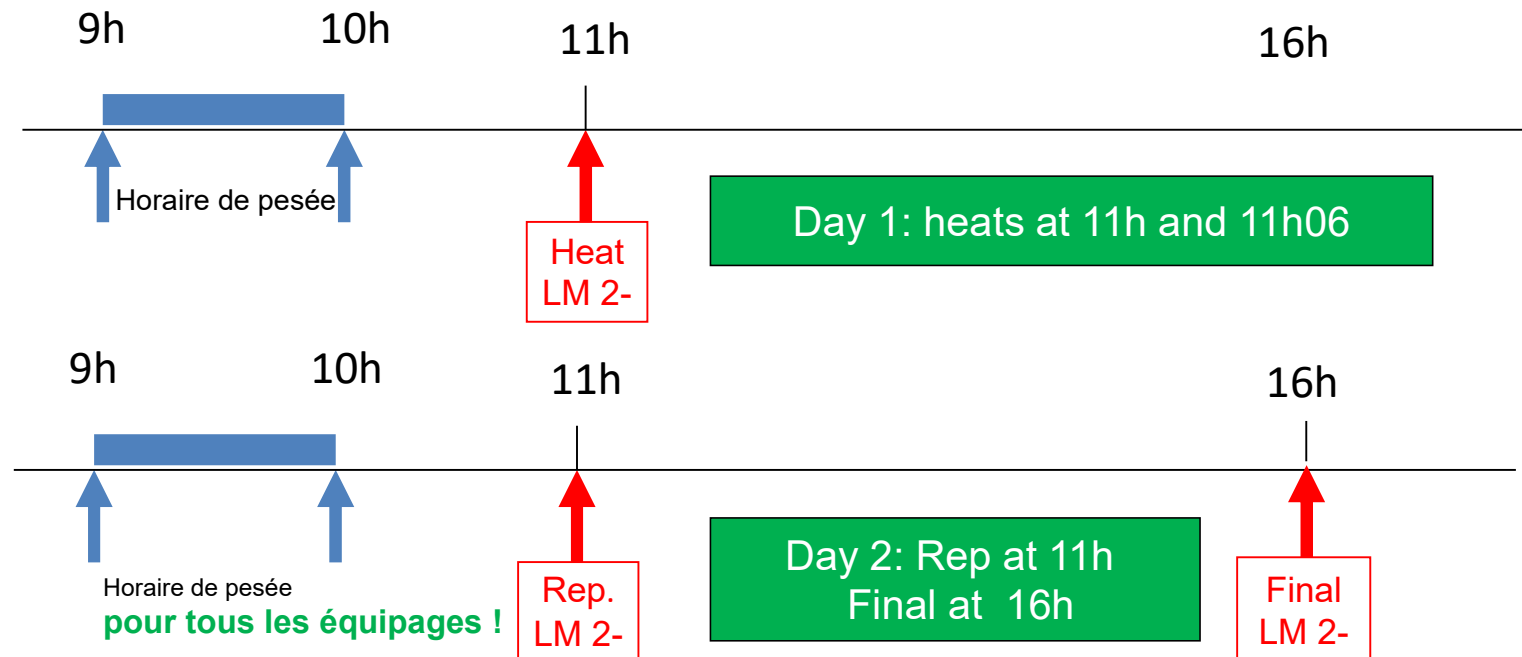 9h
10h
11h
16h
Horaire de pesée
Heat
LM 2-
Day 1: heats at 11h and 11h06
9h
10h
11h
16h
Horaire de pesée
pour tous les équipages !
Rep.
LM 2-
Day 2: Rep at 11h
Final at 16h
Final
LM 2-